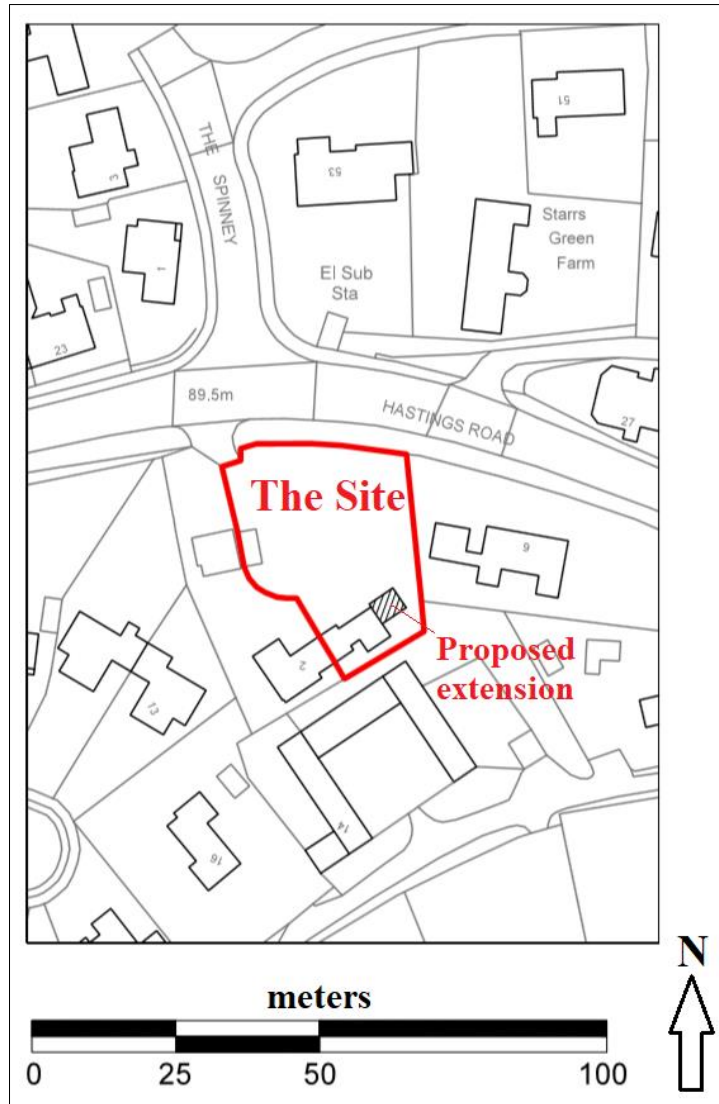 51
THE
SPINNEY
3
53
Starrs
Green
Farm
1
El Sub
Sta
23
89.5m
HASTINGS ROAD
27
The Site
9
Proposed
extension
2
13
14
16
N
meters
0 25 50 100